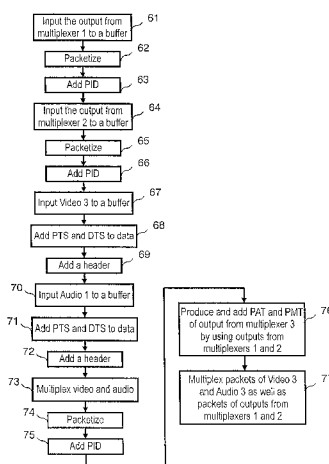 Input the output from
multiplexer 1 to a buffer
61
Packetize
62
Add PID
63
Input the output from
multiplexer 2 to a buffer
64
Packetize
65
Add PID
66
Input Video 3 to a buffer
67
Add PTS and DTS to data
68
Add a header
69
70
Input Audio 1 to a buffer
71
Add PTS and DTS to data
72
Add a header
73
Multiplex video and audio
74
Packetize
75
Add PID
Produce and add PAT and PMT
of output from multiplexer 3
by using outputs from
multiplexers 1 and 2
76
Multiplex packets of Video 3
and Audio 3 as well as
packets of outputs from
multiplexers 1 and 2